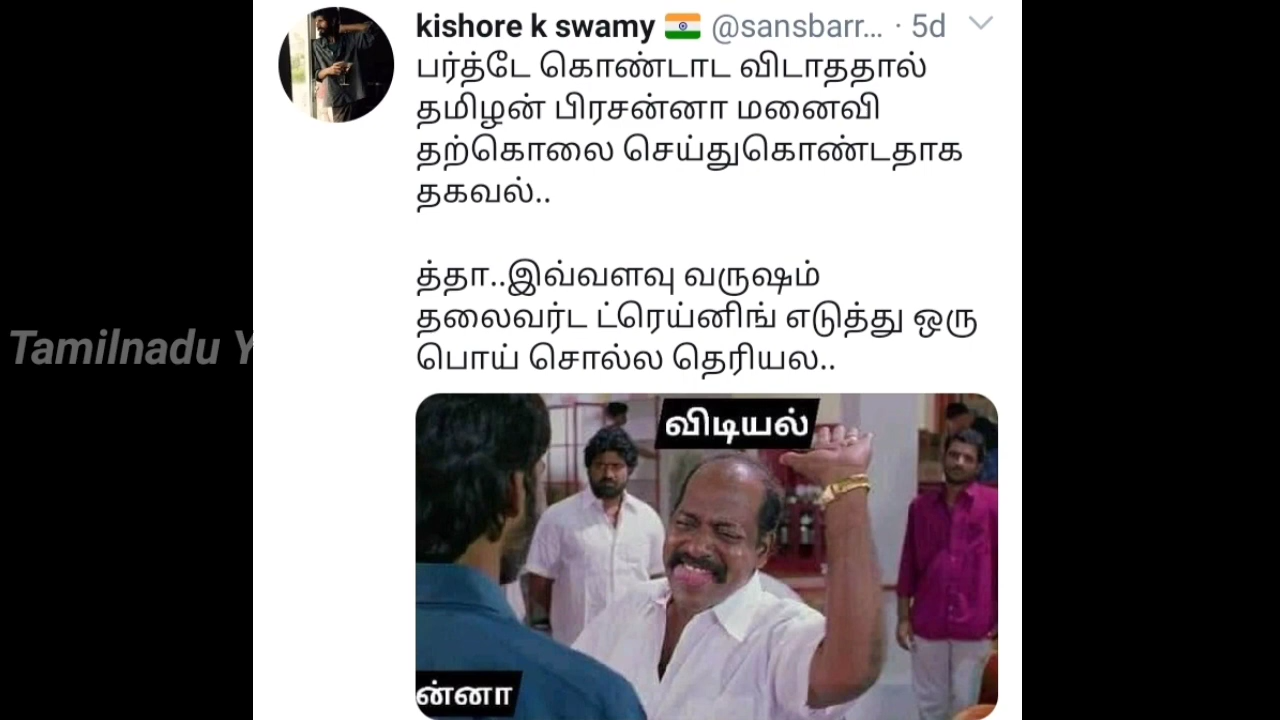 kishore k swamy 🇮🇳 @sansbarr... · 5d
பர்த்டே கொண்டாட விடாததால்
தமிழன் பிரசன்னா மனைவி
தற்கொலை செய்துகொண்டதாக
தகவல்..
த்தா..இவ்வளவு வருஷம்
தலைவர்ட ட்ரெய்னிங் எடுத்து ஒரு
பொய் சொல்ல தெரியல..
Tamilnadu Y
விடியல்
ன்னா